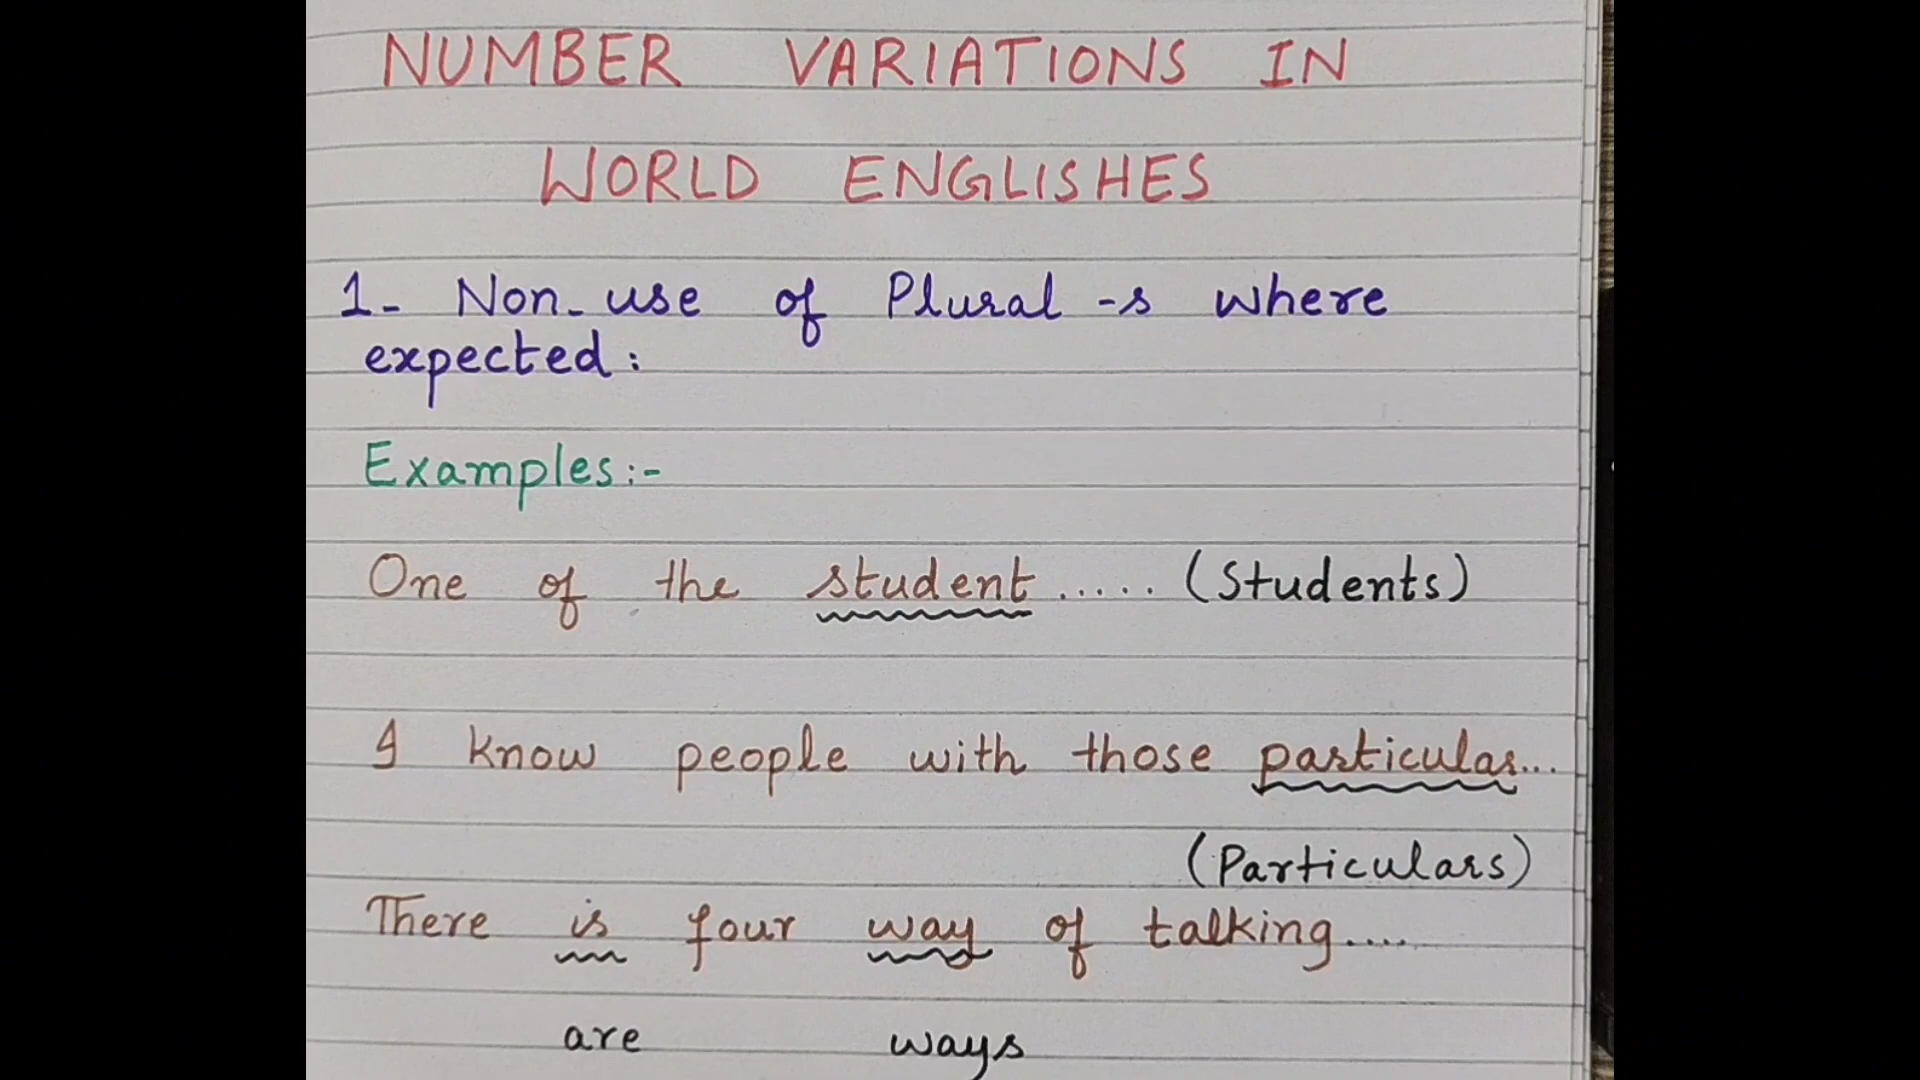 NUMBER VARIATIONS IN
WORLD ENGLISHES
1- Non-use of Plural -s where
expected:
Examples:-
One of the student ..... (Students)
I know people with those particular...
(Particulars)
There is four way of talking....
are ways